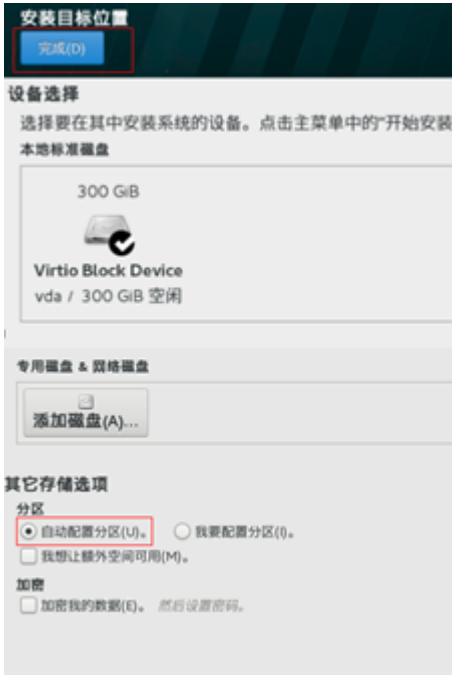 安装目标位置
完成(D)
设备选择
选择要在其中安装系统的设备。点击主菜单中的"开始安装
本地标准磁盘
300 GiB
Virtio Block Device
vda / 300 GiB 空闲
专用磁盘 & 网络磁盘
添加磁盘(A)...
其它存储选项
分区
自动配置分区(U)。 我要配置分区(I)。
我想让额外空间可用(M)。
加密
加密我的数据(E)。 然后设置密码。